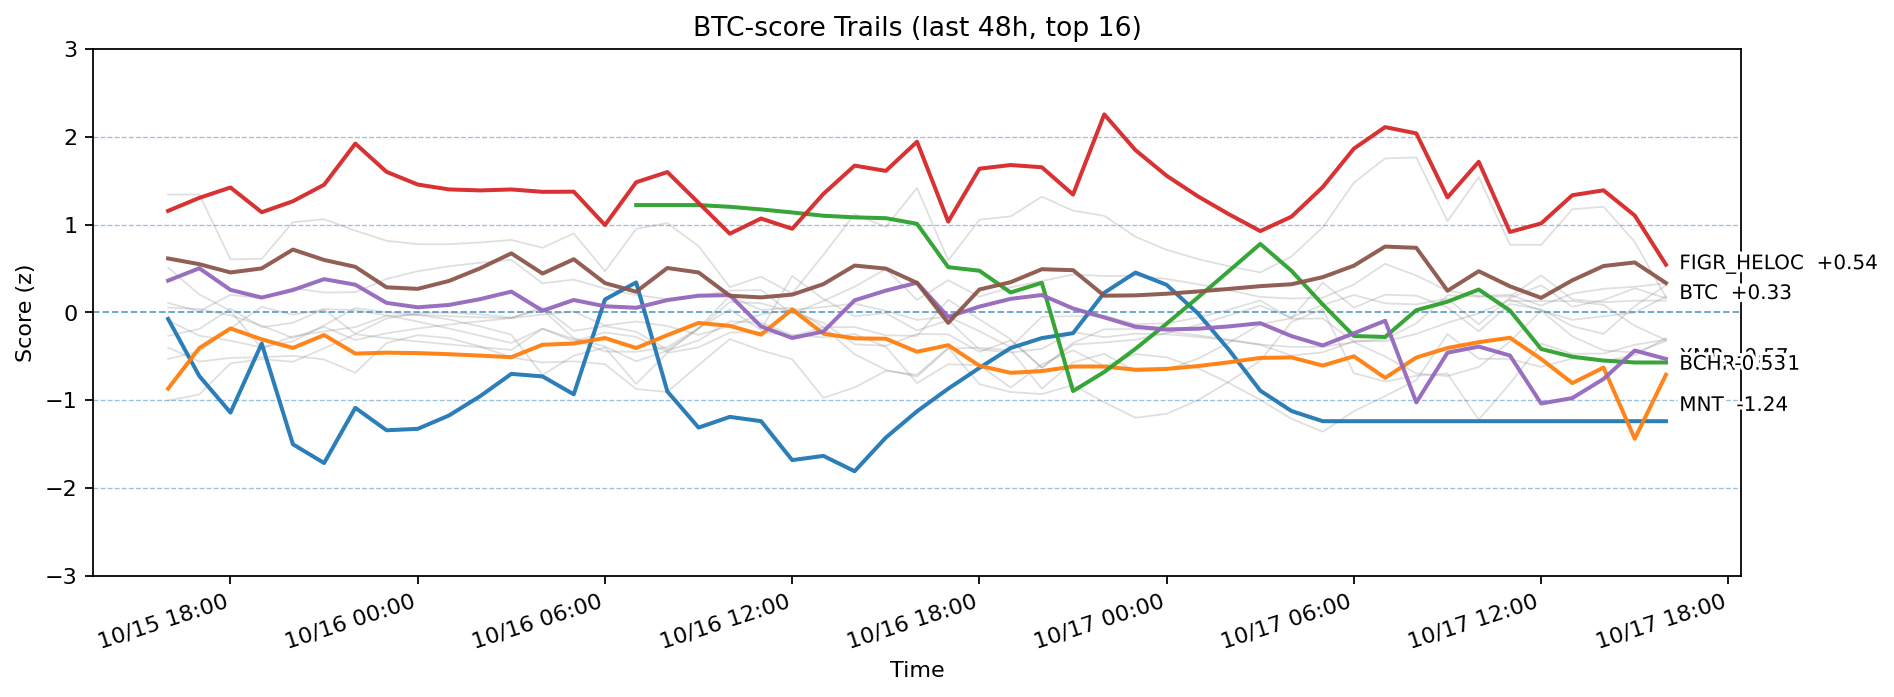 BTC-score Trails (last 48h, top 16)
Score (z)
3
2
1
0
−1
−2
−3
FIGR_HELOC +0.54
BTC +0.33
MNT -1.24
10/15 18:00
10/16 00:00
10/16 06:00
10/16 12:00
10/16 18:00
10/17 00:00
10/17 06:00
10/17 12:00
10/17 18:00
Time